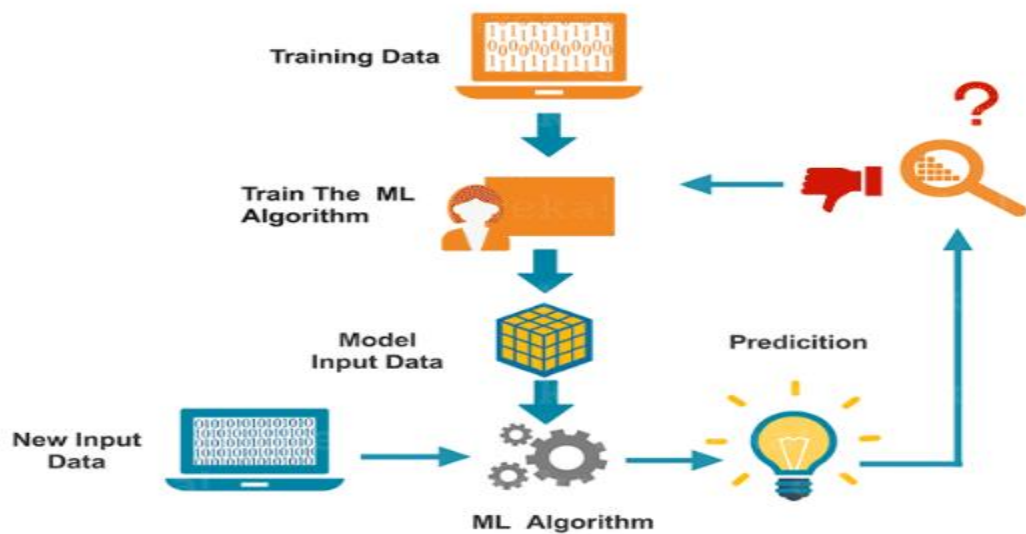 Training Data
?
Train The ML
Algorithm
Model
Input Data
Predicition
New Input
Data
ML Algorithm